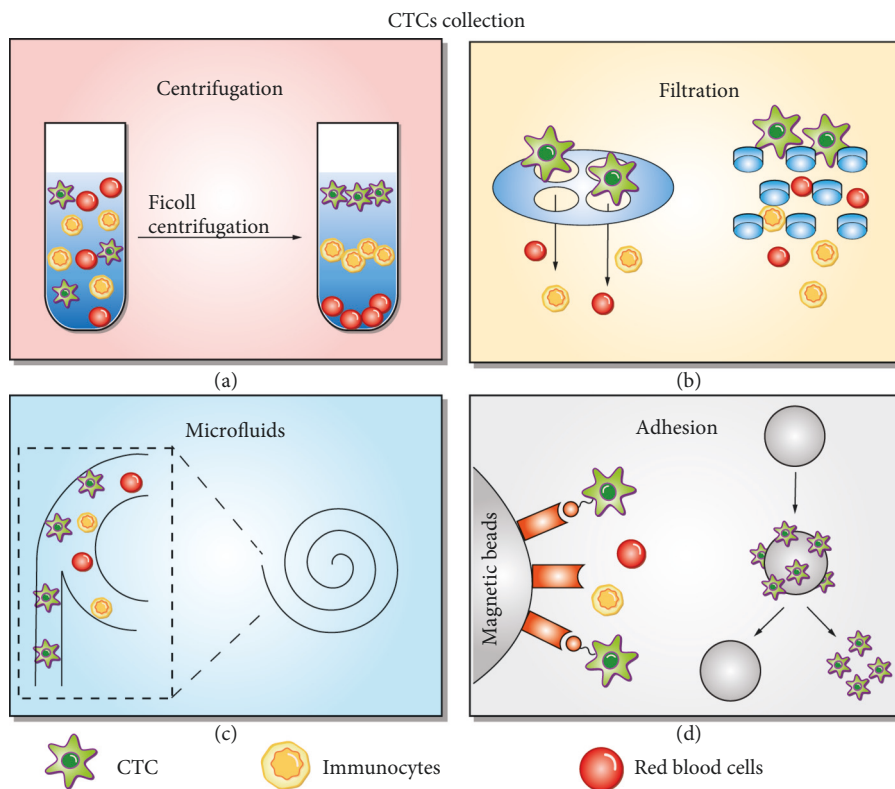 CTCs collection
Centrifugation
Ficoll
centrifugation
(a)
Filtration
(b)
Microfluids
(c)
Adhesion
Magnetic beads
(d)
CTC
Immunocytes
Red blood cells